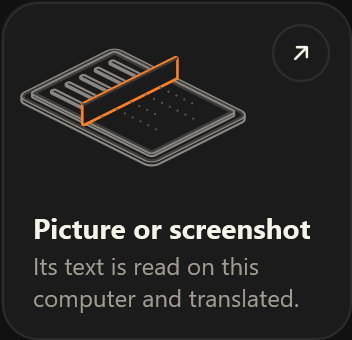 Picture or screenshot
Its text is read on this
computer and translated.